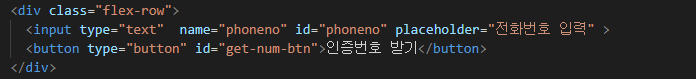 <div class="flex-row">
<input type="text"  name="phoneno" id="phoneno" placeholder="전화번호 입력" >
<button type="button" id="get-num-btn">인증번호 받기</button>
</div>